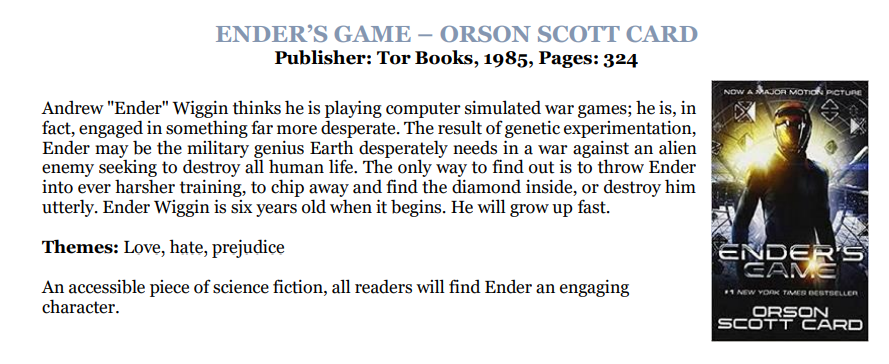 ENDER'S GAME – ORSON SCOTT CARD
Publisher: Tor Books, 1985, Pages: 324
Andrew "Ender" Wiggin thinks he is playing computer simulated war games; he is, in
fact, engaged in something far more desperate. The result of genetic experimentation,
Ender may be the military genius Earth desperately needs in a war against an alien
enemy seeking to destroy all human life. The only way to find out is to throw Ender
into ever harsher training, to chip away and find the diamond inside, or destroy him
utterly. Ender Wiggin is six years old when it begins. He will grow up fast.
Themes: Love, hate, prejudice
An accessible piece of science fiction, all readers will find Ender an engaging
character.
NOW A MAJOR MOTION PICTURE
ENDER'S
GAME
#1 NEW YORK TIMES BESTSELLER
ORSON
SCOTT CARD